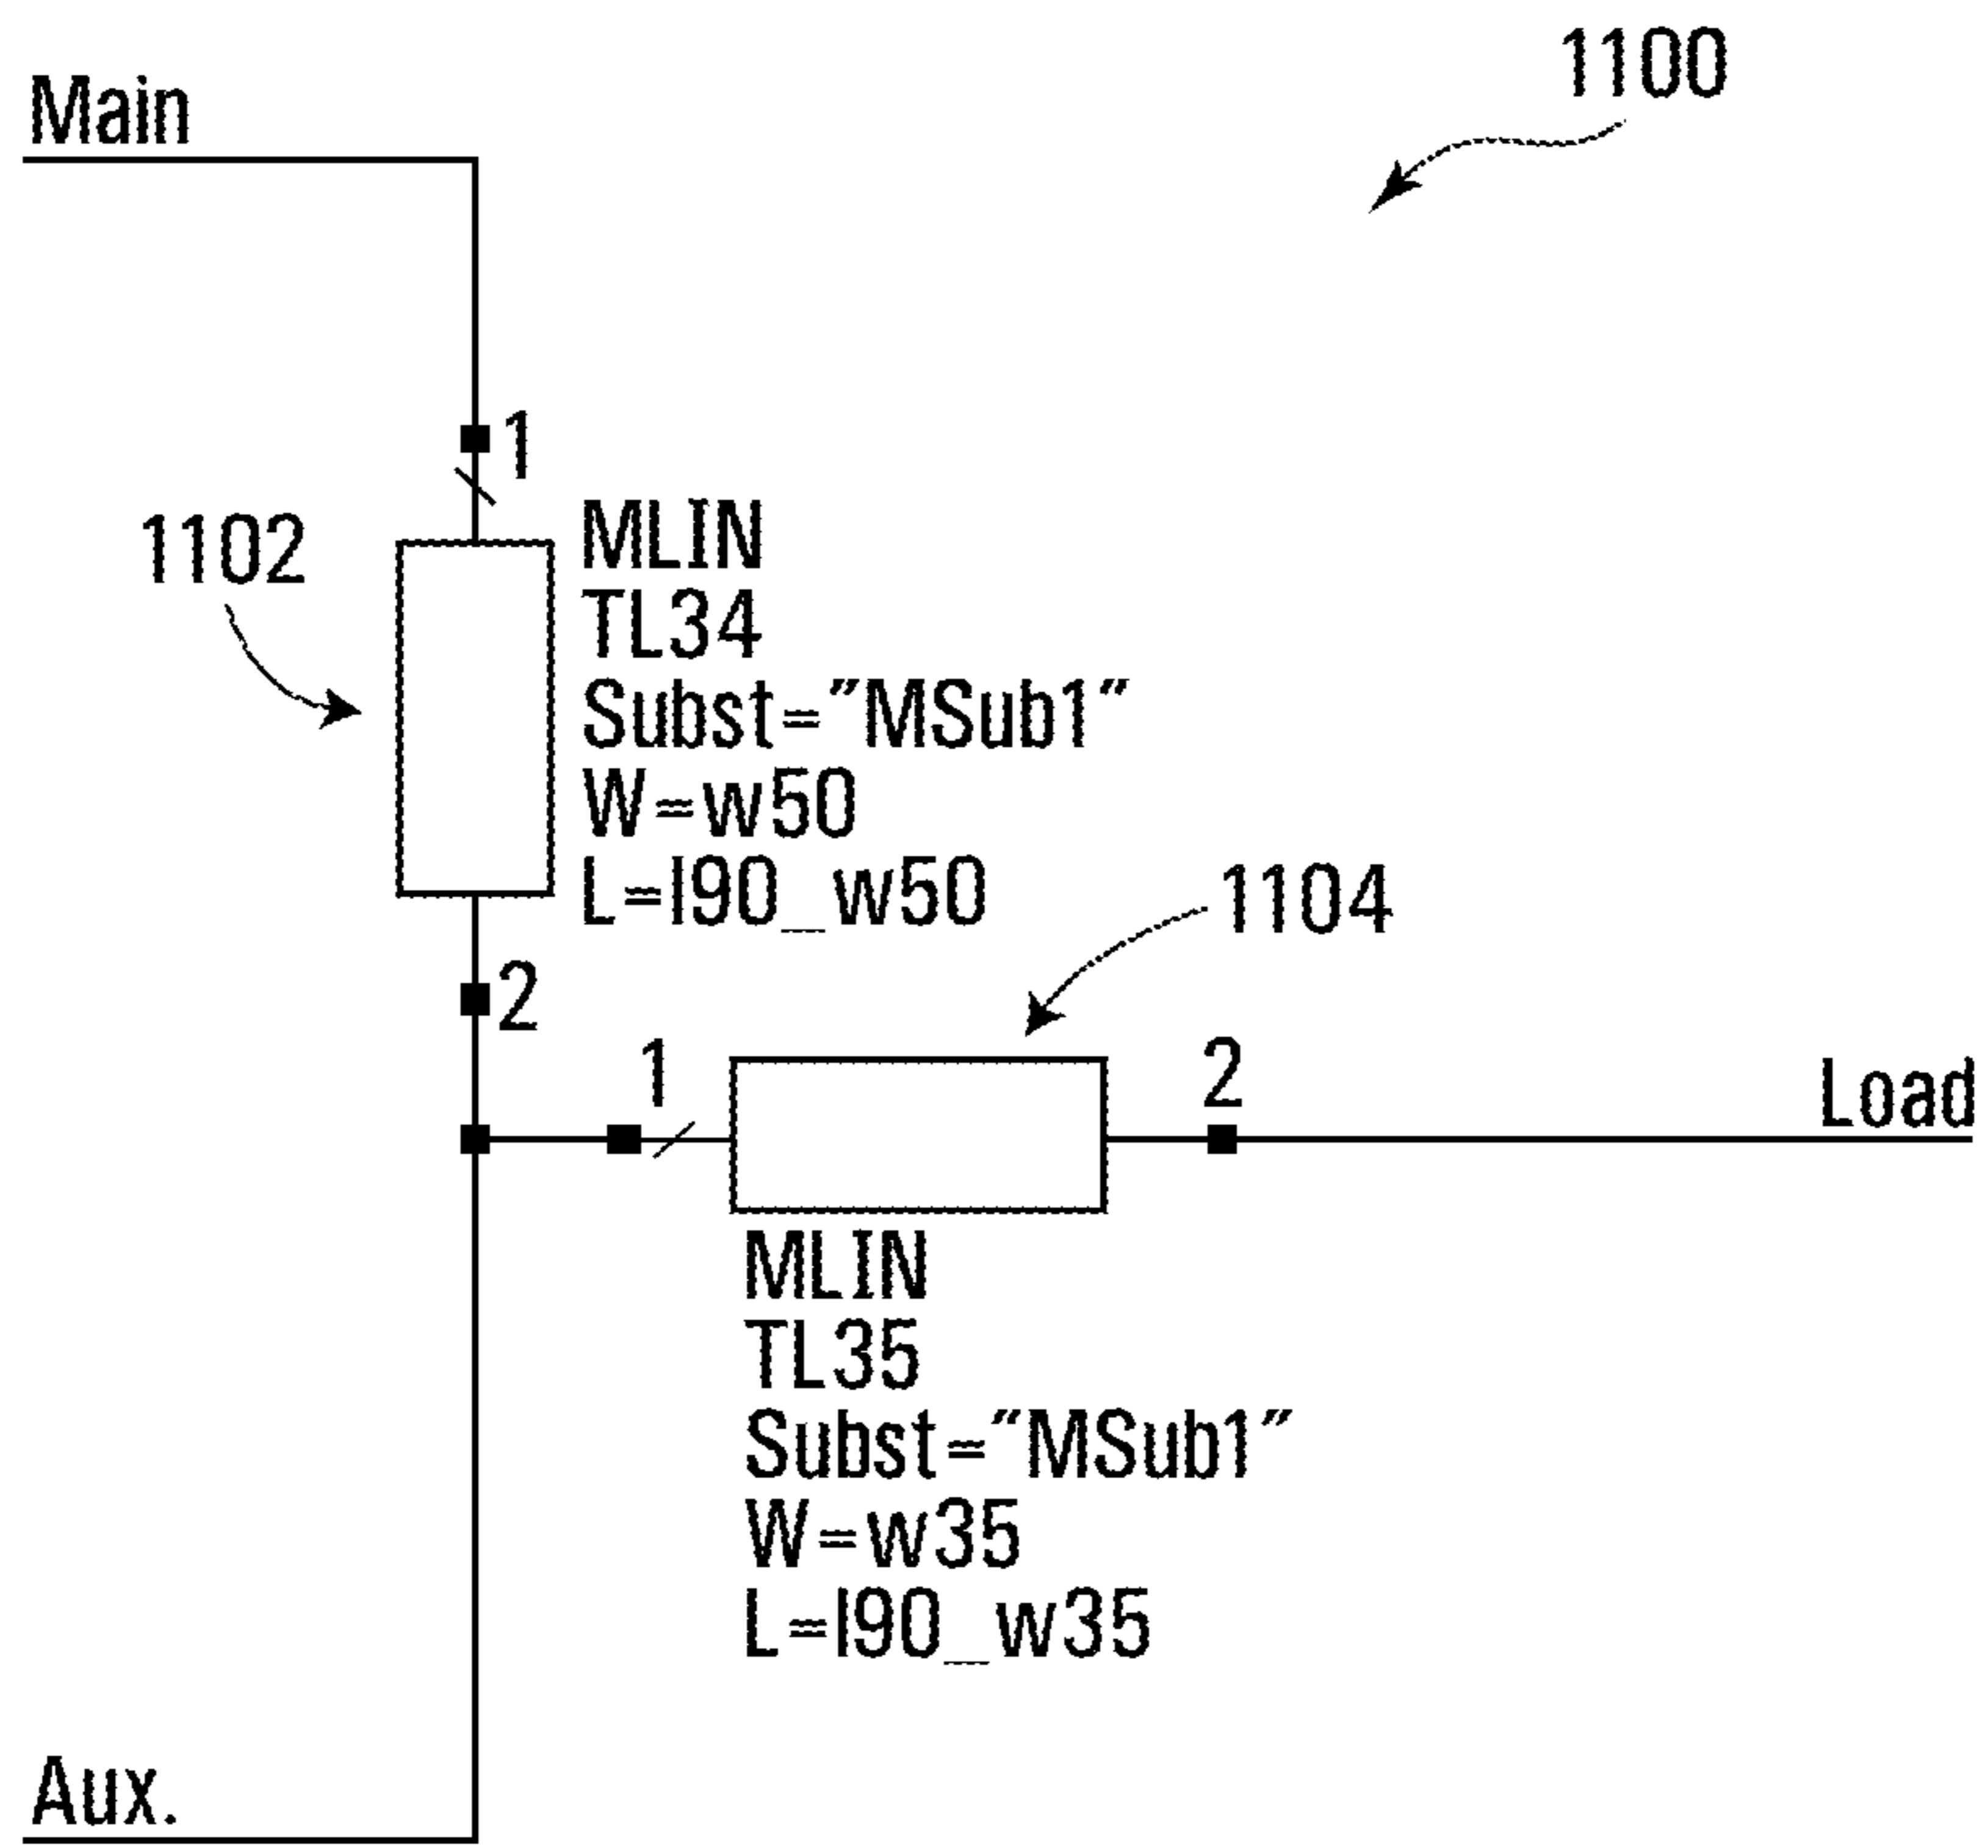 1100
Main
1
1102
MLIN
TL34
Subst="MSub1"
W=w50
L=l90_w50
1104
2
1
2
Load
MLIN
TL35
Subst="MSub1"
W=w35
L=l90_w35
Aux.